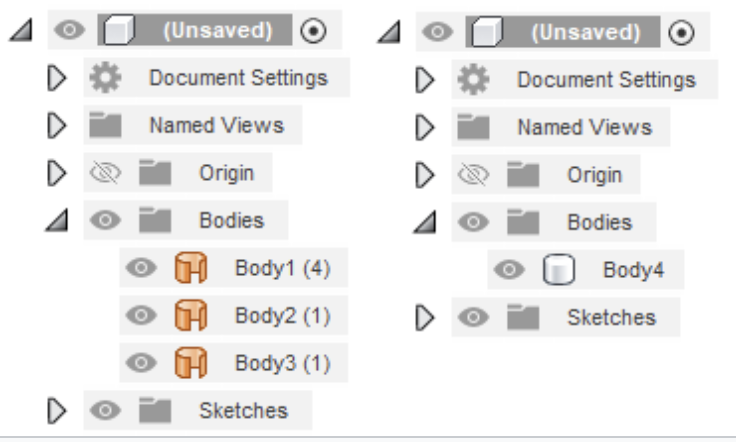 (Unsaved)
Document Settings
Named Views
Origin
Bodies
Body1 (4)
Body2 (1)
Body3 (1)
Sketches
(Unsaved)
Document Settings
Named Views
Origin
Bodies
Body4
Sketches